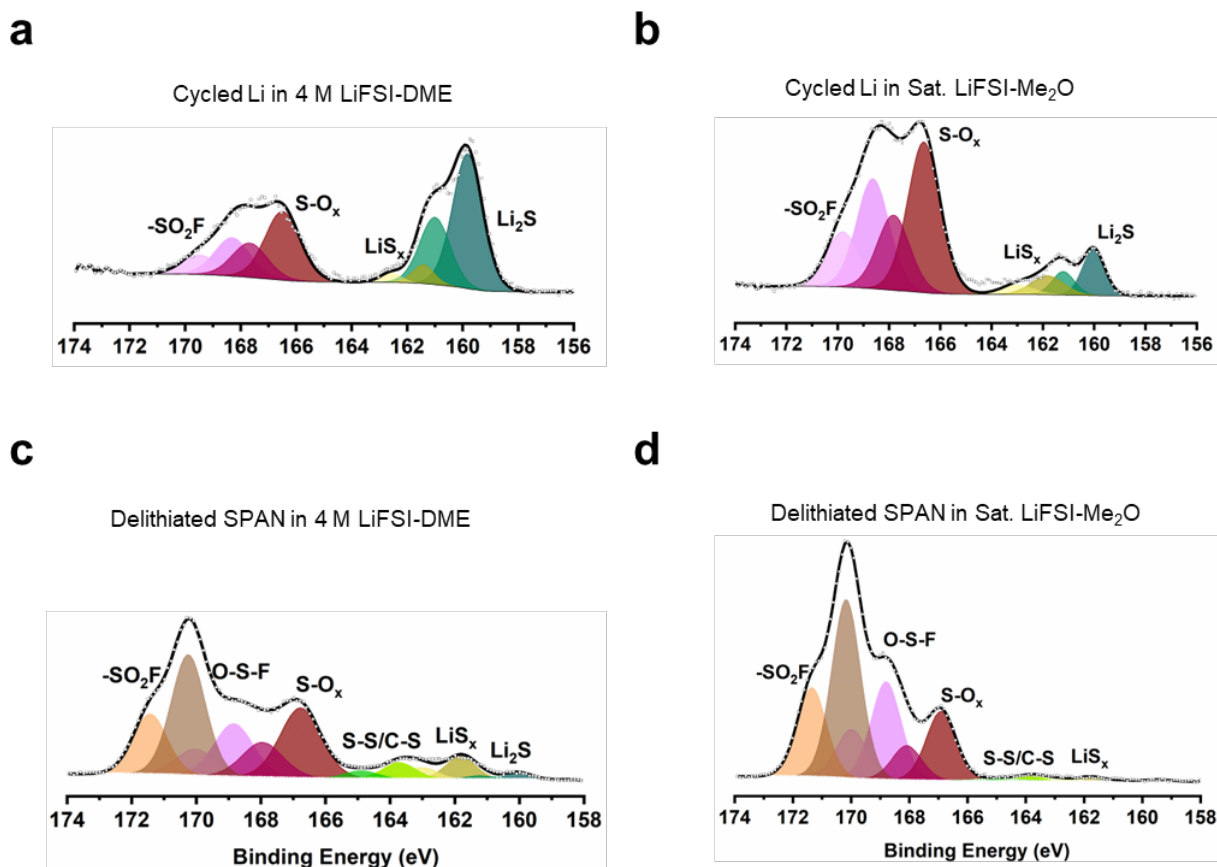 a
Cycled Li in 4 M LiFSI-DME
-SO₂F
S-Oₓ
LiSₓ
Li₂S
174 172 170 168 166 164 162 160 158 156
b
Cycled Li in Sat. LiFSI-Me₂O
-SO₂F
S-Oₓ
LiSₓ
Li₂S
174 172 170 168 166 164 162 160 158 156
c
Delithiated SPAN in 4 M LiFSI-DME
-SO₂F
O-S-F
S-Oₓ
S-S/C-S
LiSₓ
Li₂S
174 172 170 168 166 164 162 160 158
Binding Energy (eV)
d
Delithiated SPAN in Sat. LiFSI-Me₂O
-SO₂F
O-S-F
S-Oₓ
S-S/C-S
LiSₓ
174 172 170 168 166 164 162 160 158
Binding Energy (eV)